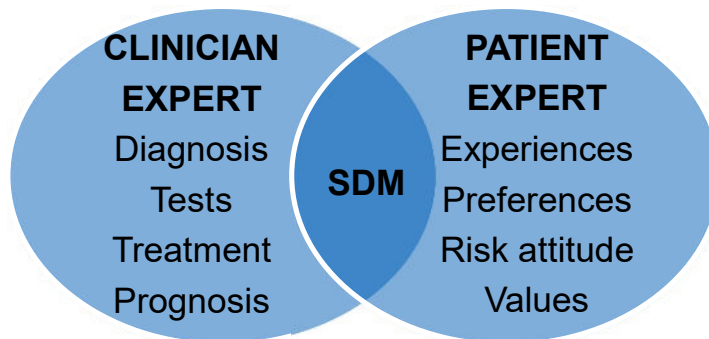 CLINICIAN
EXPERT
Diagnosis
Tests
Treatment
Prognosis
SDM
PATIENT
EXPERT
Experiences
Preferences
Risk attitude
Values